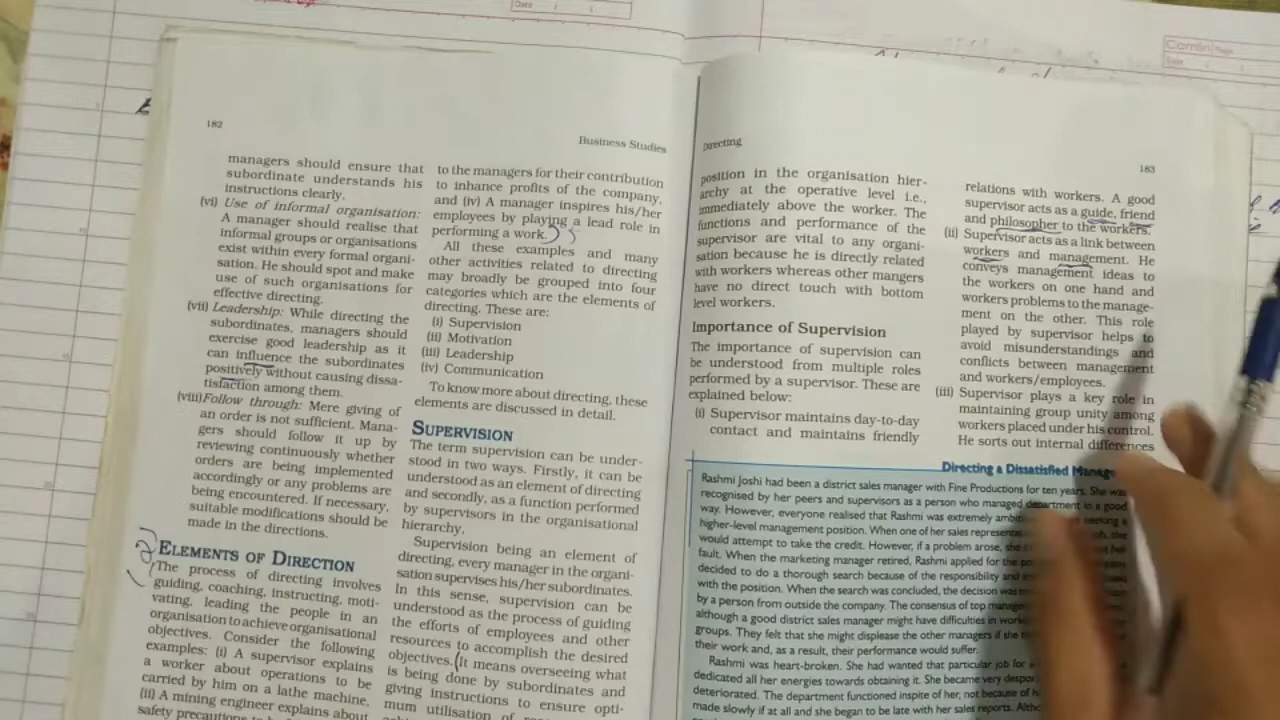 Date
Camlin Page
Date
182
Business Studies
managers should ensure that
subordinate understands his
instructions clearly.
(vi) Use of informal organisation:
A manager should realise that
informal groups or organisations
exist within every formal organi-
sation. He should spot and make
use of such organisations for
effective directing.
(vii) Leadership: While directing the
subordinates, managers should
exercise good leadership as it
can influence the subordinates
positively without causing dissa-
tisfaction among them.
(viii)Follow through: Mere giving of
an order is not sufficient. Mana-
gers should follow it up by
reviewing continuously whether
orders are being implemented
accordingly or any problems are
being encountered. If necessary,
suitable modifications should be
made in the directions.
ELEMENTS OF DIRECTION
The process of directing involves
guiding, coaching, instructing, moti-
vating, leading the people in an
organisation to achieve organisational
objectives. Consider the following
examples: (i) A supervisor explains
a worker about operations to be
carried by him on a lathe machine,
(ii) A mining engineer explains about
safety precautions to
to the managers for their contribution
to inhance profits of the company,
and (iv) A manager inspires his/her
employees by playing a lead role in
performing a work.
All these examples and many
other activities related to directing
may broadly be grouped into four
categories which are the elements of
directing. These are:
(i) Supervision
(ii) Motivation
(iii) Leadership
(iv) Communication
To know more about directing, these
elements are discussed in detail.
SUPERVISION
The term supervision can be under-
stood in two ways. Firstly, it can be
understood as an element of directing
and secondly, as a function performed
by supervisors in the organisational
hierarchy.
Supervision being an element of
directing, every manager in the organi-
sation supervises his/her subordinates.
In this sense, supervision can be
understood as the process of guiding
the efforts of employees and other
resources to accomplish the desired
objectives. It means overseeing what
is being done by subordinates and
giving instructions to ensure opti-
mum utilisation of
Directing
183
position in the organisation hier-
archy at the operative level i.e.,
immediately above the worker. The
functions and performance of the
supervisor are vital to any organi-
sation because he is directly related
with workers whereas other mangers
have no direct touch with bottom
level workers.
Importance of Supervision
The importance of supervision can
be understood from multiple roles
performed by a supervisor. These are
explained below:
(i) Supervisor maintains day-to-day
contact and maintains friendly
relations with workers. A good
supervisor acts as a guide, friend
and philosopher to the workers.
(ii) Supervisor acts as a link between
workers and management. He
conveys management ideas to
the workers on one hand and
workers problems to the manage-
ment on the other. This role
played by supervisor helps to
avoid misunderstandings and
conflicts between management
and workers/employees.
(iii) Supervisor plays a key role in
maintaining group unity among
workers placed under his control.
He sorts out internal differences
Directing a Dissatisfied
Rashmi Joshi had been a district sales manager with Fine Productions for ten years. She was
recognised by her peers and supervisors as a person who managed department in a good
way. However, everyone realised that Rashmi was extremely seeking a
higher-level management position. When one of her sales the
would attempt to take the credit. However, if a problem arose, she her
fault. When the marketing manager retired, Rashmi applied for the
decided to do a thorough search because of the responsibility and
with the position. When the search was concluded, the decision was
by a person from outside the company. The consensus of top
although a good district sales manager might have difficulties in
groups. They felt that she might displease the other managers if she
their work and, as a result, their performance would suffer.
Rashmi was heart-broken. She had wanted that particular job for
dedicated all her energies towards obtaining it. She became very
deteriorated. The department functioned inspite of her, not because of
made slowly if at all and she began to be late with her sales reports.